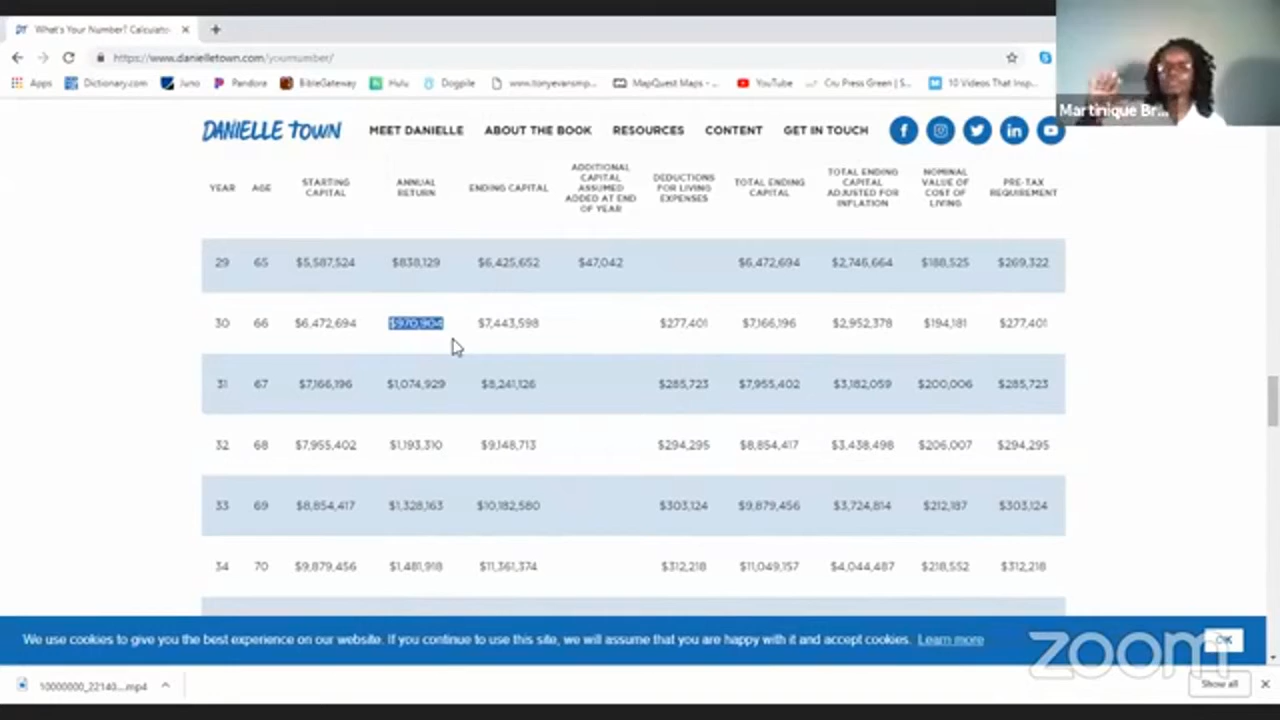 What's Your Number? Calculato
https://www.danielletown.com/yournumber/
Apps Dictionary.com Juno Pandora BibleGateway Hulu Dogpile www.tonyevansmp... MapQuest Maps - ... YouTube Cru Press Green | S... 10 Videos That Insp...
Martinique Br...
DANIELLE TOWN MEET DANIELLE ABOUT THE BOOK RESOURCES CONTENT GET IN TOUCH
YEAR AGE STARTING CAPITAL ANNUAL RETURN ENDING CAPITAL ADDITIONAL CAPITAL ASSUMED ADDED AT END OF YEAR DEDUCTIONS FOR LIVING EXPENSES TOTAL ENDING CAPITAL TOTAL ENDING CAPITAL ADJUSTED FOR INFLATION NOMINAL VALUE OF COST OF LIVING PRE-TAX REQUIREMENT
29 65 $5,587,524 $838,129 $6,425,652 $47,042 $6,472,694 $2,746,664 $188,525 $269,322
30 66 $6,472,694 $970,904 $7,443,598 $277,401 $7,166,196 $2,952,378 $194,181 $277,401
31 67 $7,166,196 $1,074,929 $8,241,126 $285,723 $7,955,402 $3,182,059 $200,006 $285,723
32 68 $7,955,402 $1,193,310 $9,148,713 $294,295 $8,854,417 $3,438,498 $206,007 $294,295
33 69 $8,854,417 $1,328,163 $10,182,580 $303,124 $9,879,456 $3,724,814 $212,187 $303,124
34 70 $9,879,456 $1,481,918 $11,361,374 $312,218 $11,049,157 $4,044,487 $218,552 $312,218
We use cookies to give you the best experience on our website. If you continue to use this site, we will assume that you are happy with it and accept cookies. Learn more OK
zoom
10000000_22140....mp4 Show all